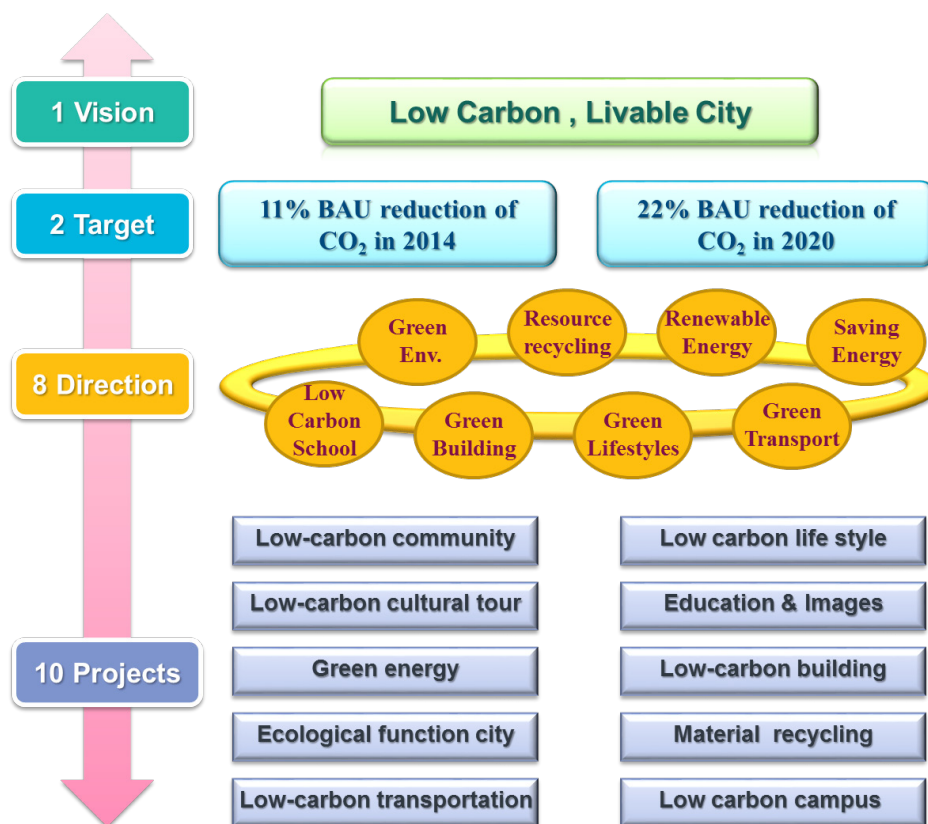 1 Vision
Low Carbon , Livable City
2 Target
11% BAU reduction of
CO₂ in 2014
22% BAU reduction of
CO₂ in 2020
8 Direction
Green
Env.
Resource
recycling
Renewable
Energy
Saving
Energy
Low
Carbon
School
Green
Building
Green
Lifestyles
Green
Transport
10 Projects
Low-carbon community
Low carbon life style
Low-carbon cultural tour
Education & Images
Green energy
Low-carbon building
Ecological function city
Material recycling
Low-carbon transportation
Low carbon campus